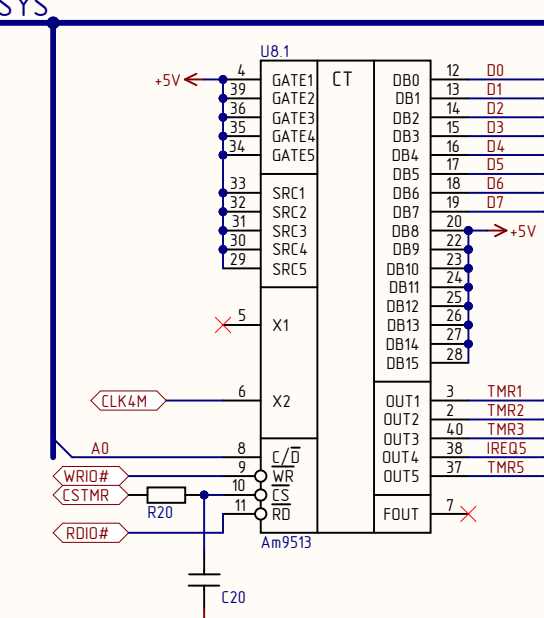 SYS
U8.1
+5V
4 GATE1 CT DB0 12 D0
39 GATE2 DB1 13 D1
36 GATE3 DB2 14 D2
35 GATE4 DB3 15 D3
34 GATE5 DB4 16 D4
DB5 17 D5
33 SRC1 DB6 18 D6
32 SRC2 DB7 19 D7
31 SRC3 DB8 20 +5V
30 SRC4 DB9 22
29 SRC5 DB10 23
DB11 24
DB12 25
5 X1 DB13 26
DB14 27
DB15 28
CLK4M 6 X2 OUT1 3 TMR1
OUT2 2 TMR2
OUT3 40 TMR3
A0 8 C/D̅ OUT4 38 IREQ5
WRIO# 9 W̅R̅ OUT5 37 TMR5
CSTMR R20 10 C̅S̅
RDIO# 11 R̅D̅ FOUT 7
Am9513
C20